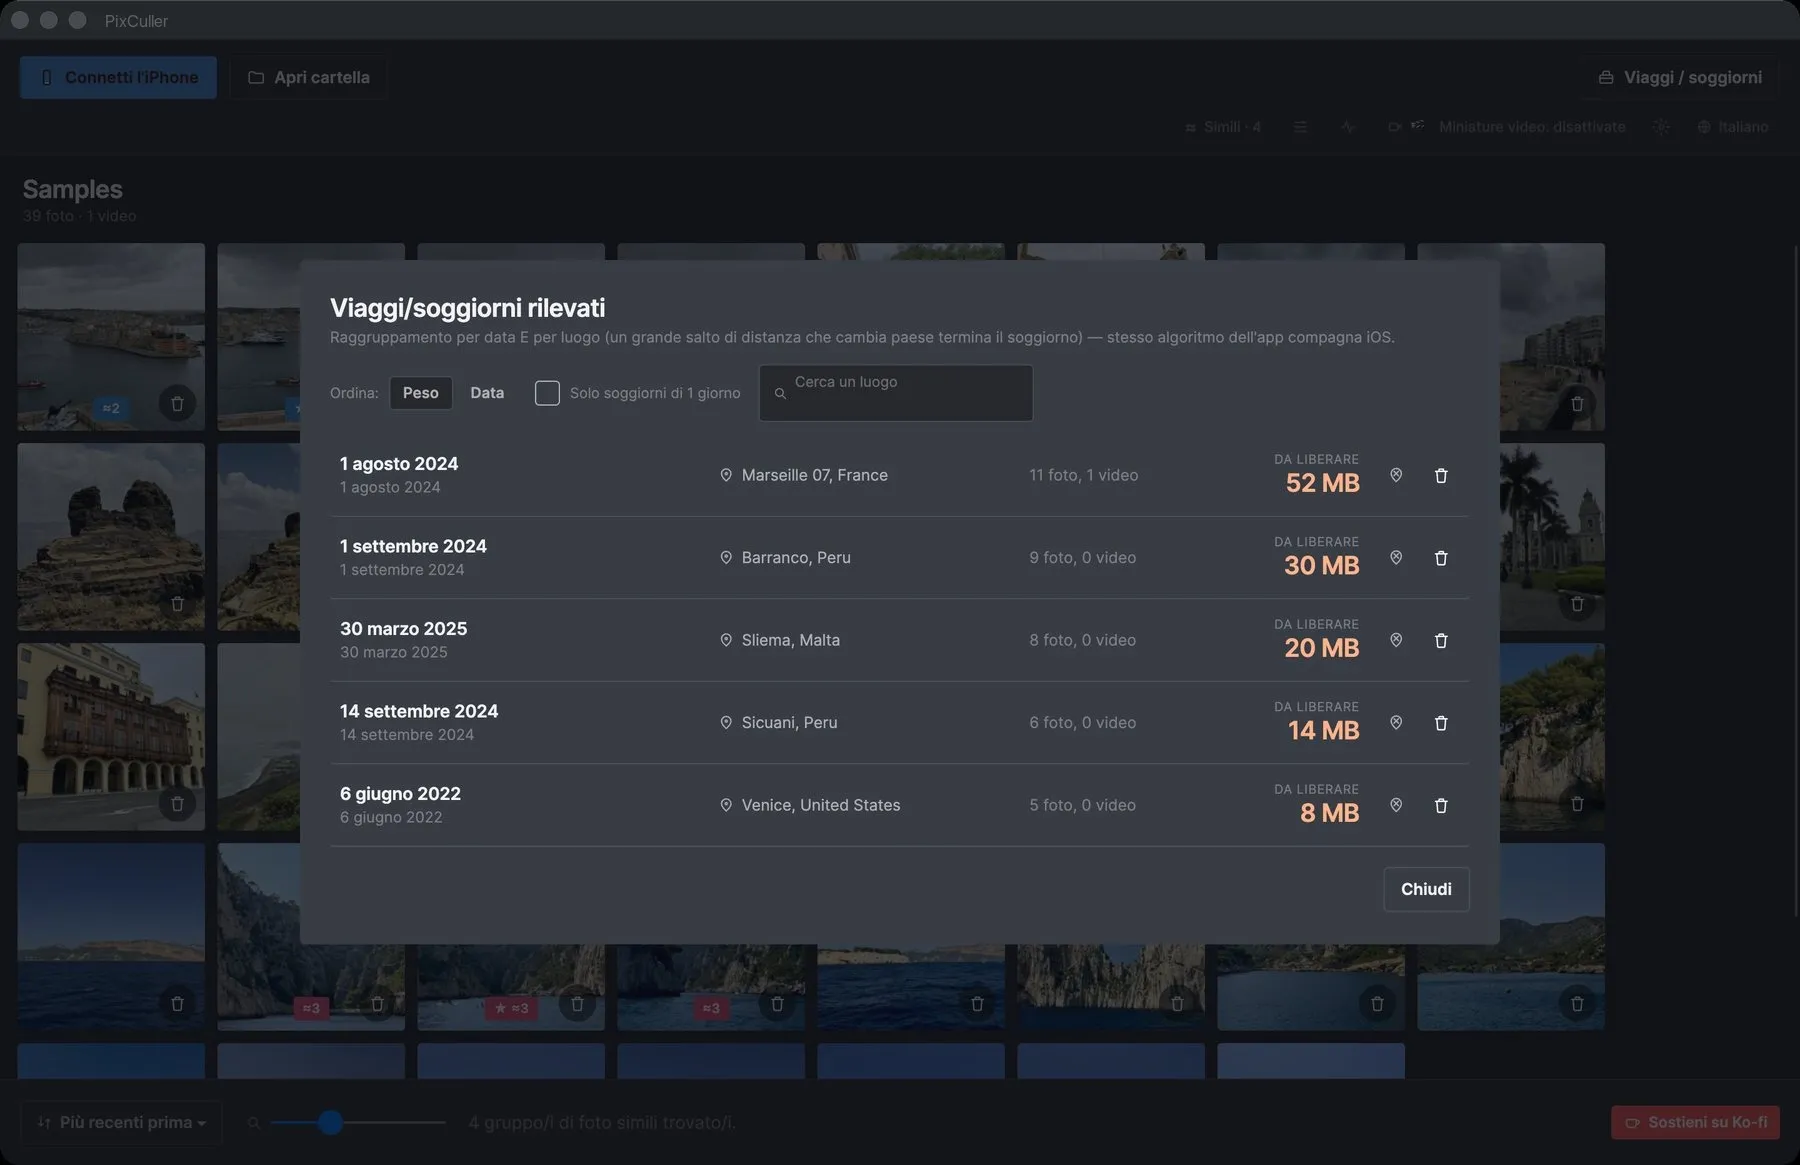 PixCuller
Connetti l'iPhone
Apri cartella
Viaggi / soggiorni
Simili · 4
Miniature video: disattivate
Italiano
Samples
39 foto · 1 video
≈2
Viaggi/soggiorni rilevati
Raggruppamento per data E per luogo (un grande salto di distanza che cambia paese termina il soggiorno) — stesso algoritmo dell'app compagna iOS.
Ordina: Peso Data Solo soggiorni di 1 giorno Cerca un luogo
1 agosto 2024
1 agosto 2024
Marseille 07, France
11 foto, 1 video
DA LIBERARE
52 MB
1 settembre 2024
1 settembre 2024
Barranco, Peru
9 foto, 0 video
DA LIBERARE
30 MB
30 marzo 2025
30 marzo 2025
Sliema, Malta
8 foto, 0 video
DA LIBERARE
20 MB
14 settembre 2024
14 settembre 2024
Sicuani, Peru
6 foto, 0 video
DA LIBERARE
14 MB
6 giugno 2022
6 giugno 2022
Venice, United States
5 foto, 0 video
DA LIBERARE
8 MB
Chiudi
≈3
★ ≈3
≈3
Più recenti prima
4 gruppo/i di foto simili trovato/i.
Sostieni su Ko-fi